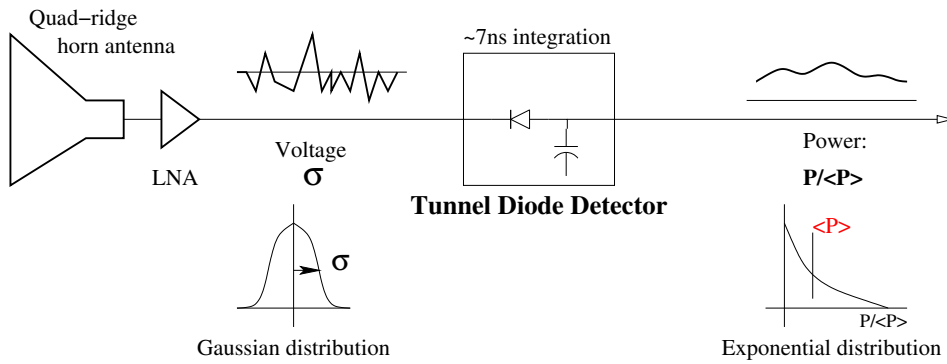 Quad−ridge
horn antenna
LNA
Voltage
σ
~7ns integration
Tunnel Diode Detector
Power:
P/<P>
σ
Gaussian distribution
<P>
P/<P>
Exponential distribution